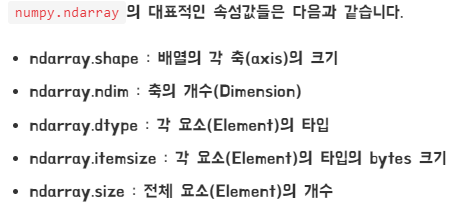 numpy.ndarray 의 대표적인 속성값들은 다음과 같습니다.
• ndarray.shape : 배열의 각 축(axis)의 크기
• ndarray.ndim : 축의 개수(Dimension)
• ndarray.dtype : 각 요소(Element)의 타입
• ndarray.itemsize : 각 요소(Element)의 타입의 bytes 크기
• ndarray.size : 전체 요소(Element)의 개수